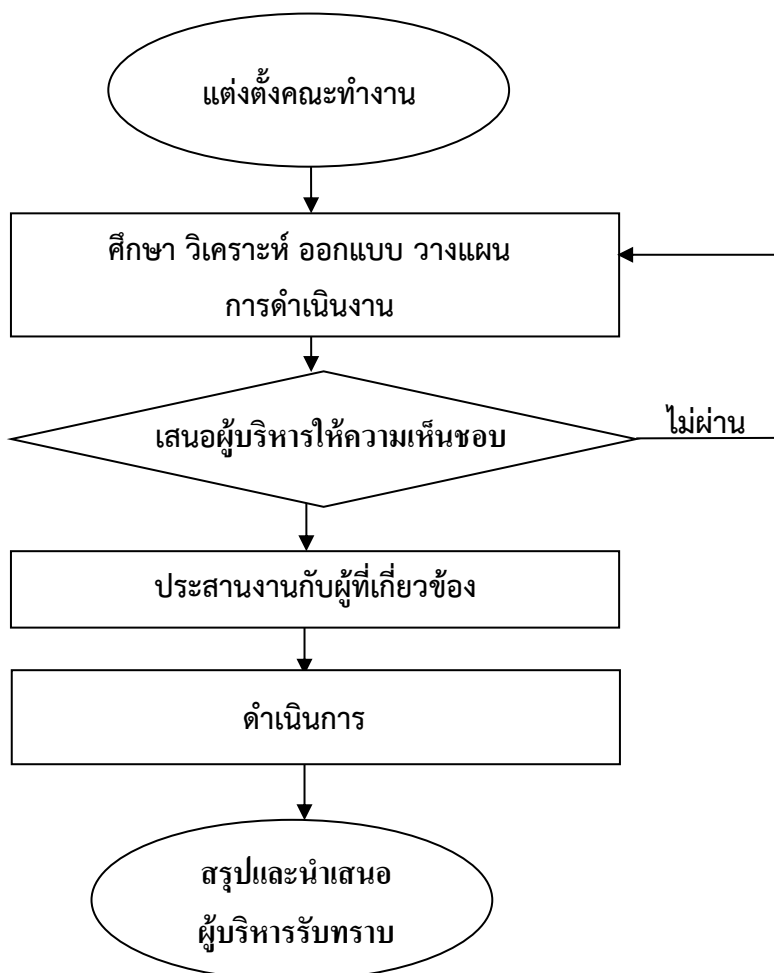 แต่งตั้งคณะทำงาน
ศึกษา วิเคราะห์ ออกแบบ วางแผน
การดำเนินงาน
เสนอผู้บริหารให้ความเห็นชอบ
ไม่ผ่าน
ประสานงานกับผู้ที่เกี่ยวข้อง
ดำเนินการ
สรุปและนำเสนอ
ผู้บริหารรับทราบ